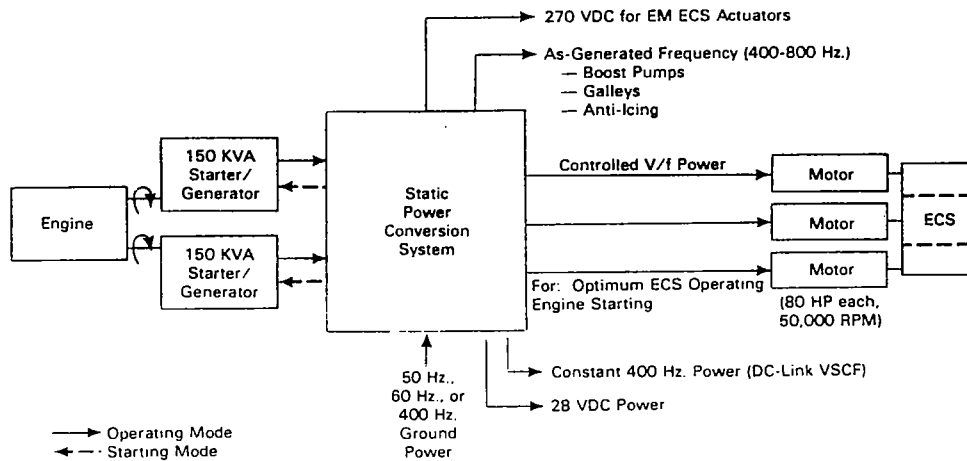 270 VDC for EM ECS Actuators
As-Generated Frequency (400-800 Hz.)
— Boost Pumps
— Galleys
— Anti-Icing
Engine
150 KVA
Starter/
Generator
150 KVA
Starter/
Generator
Static
Power
Conversion
System
Controlled V/f Power
Motor
Motor
Motor
ECS
For: Optimum ECS Operating
Engine Starting
(80 HP each,
50,000 RPM)
50 Hz.,
60 Hz., or
400 Hz.
Ground
Power
Constant 400 Hz. Power (DC-Link VSCF)
28 VDC Power
Operating Mode
Starting Mode